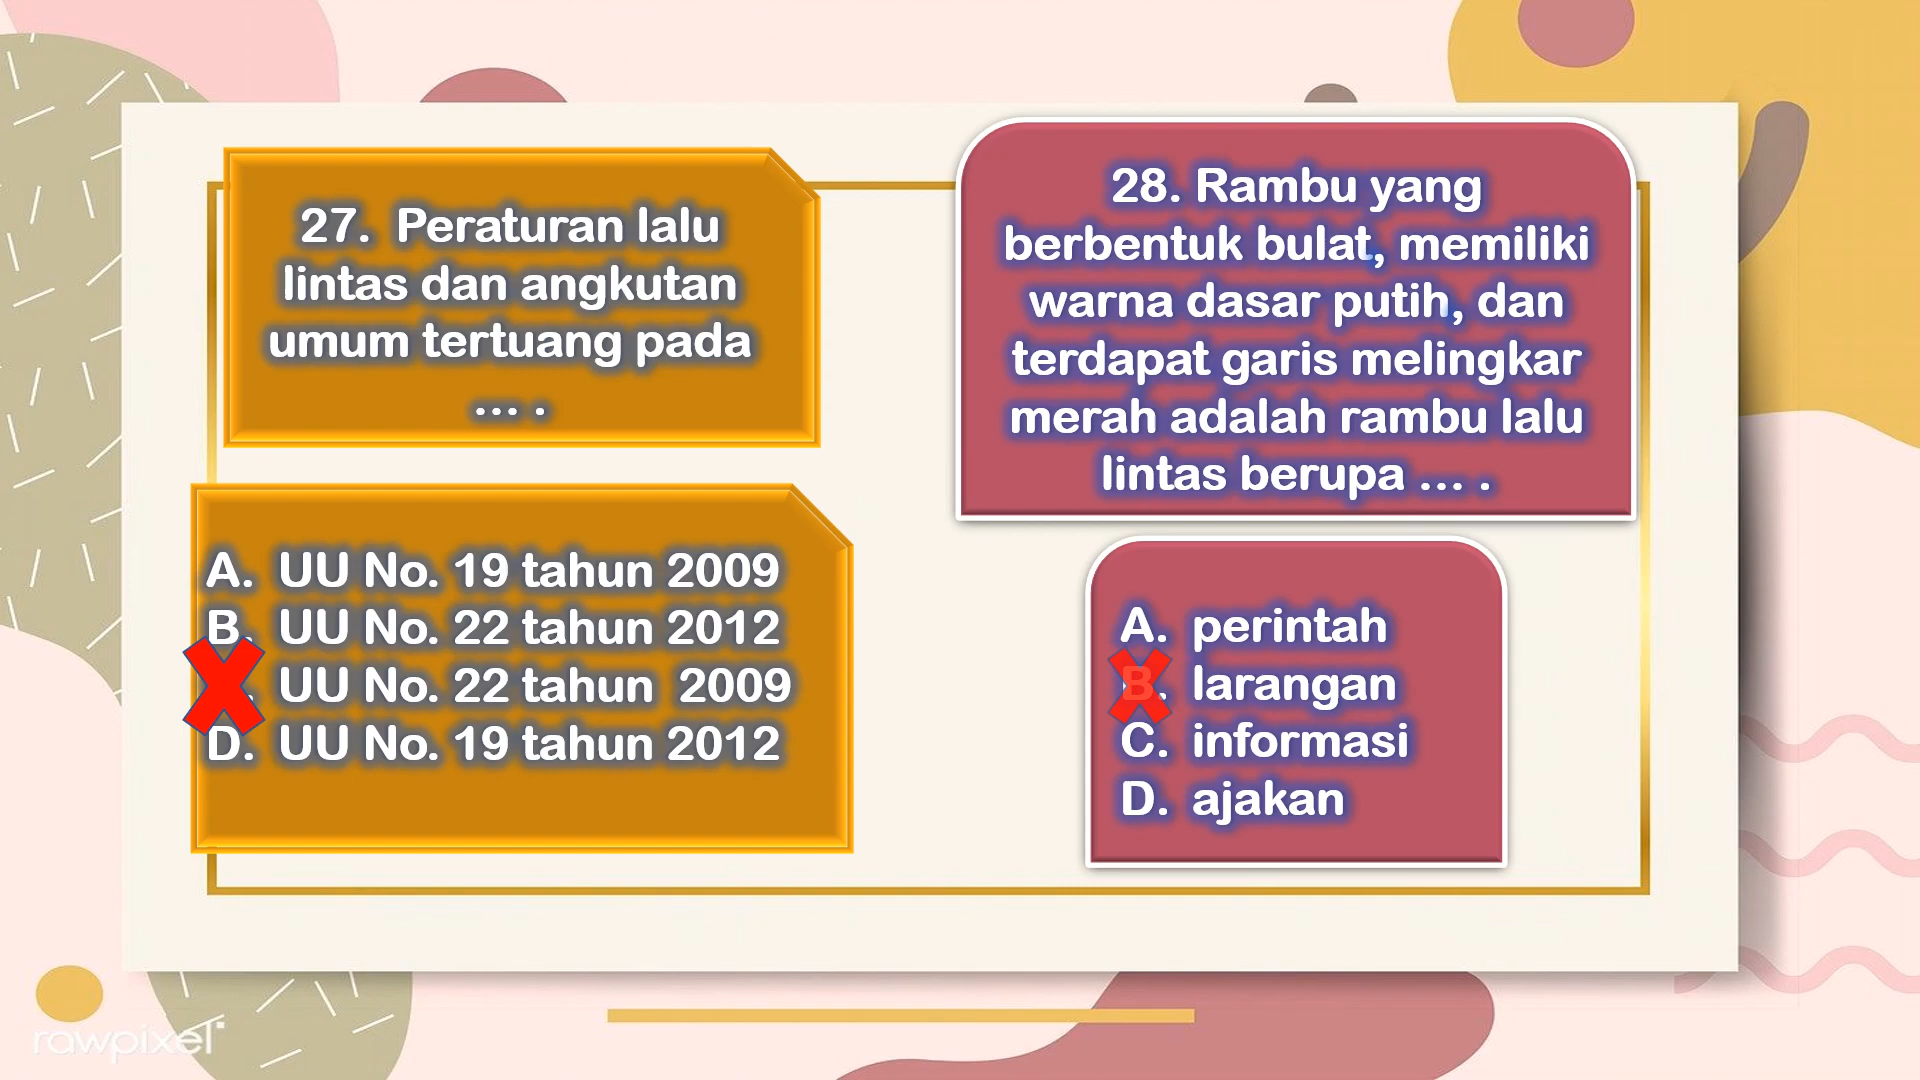 27. Peraturan lalu
lintas dan angkutan
umum tertuang pada
... .
A. UU No. 19 tahun 2009
B. UU No. 22 tahun 2012
UU No. 22 tahun 2009
D. UU No. 19 tahun 2012
28. Rambu yang
berbentuk bulat, memiliki
warna dasar putih, dan
terdapat garis melingkar
merah adalah rambu lalu
lintas berupa ... .
A. perintah
B. larangan
C. informasi
D. ajakan
rawpixel